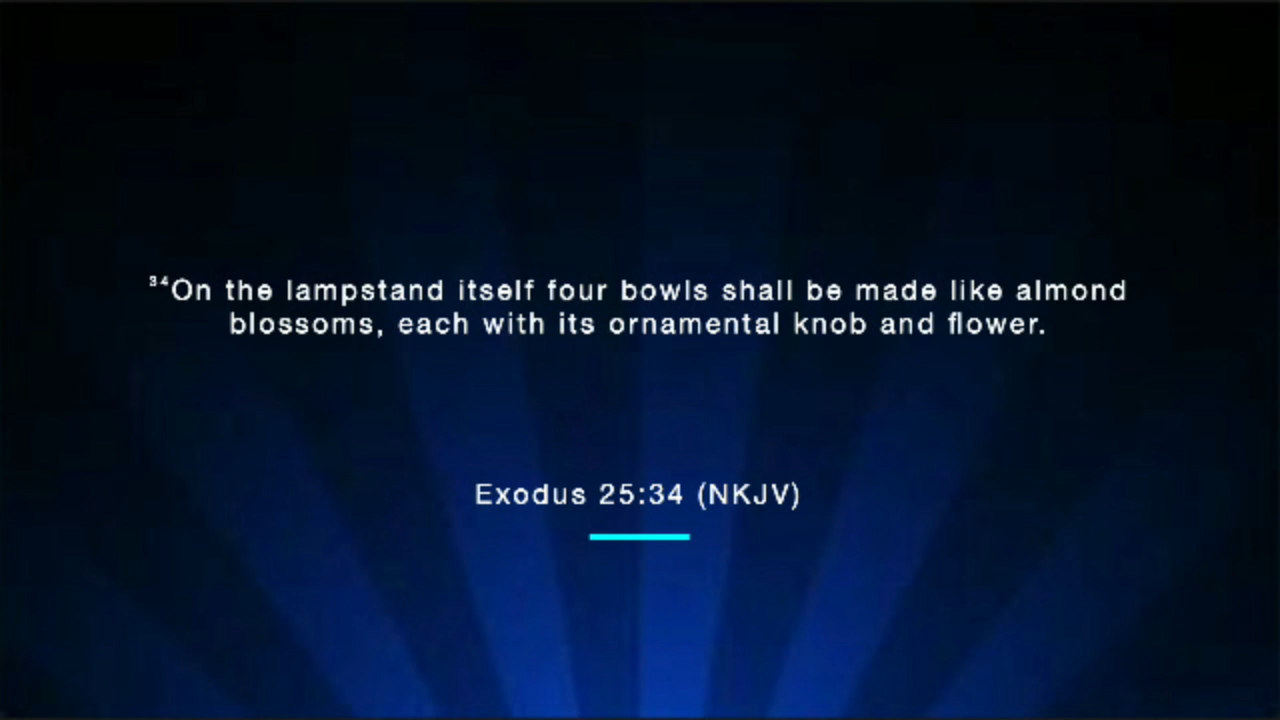 ³⁴On the lampstand itself four bowls shall be made like almond
blossoms, each with its ornamental knob and flower.
Exodus 25:34 (NKJV)